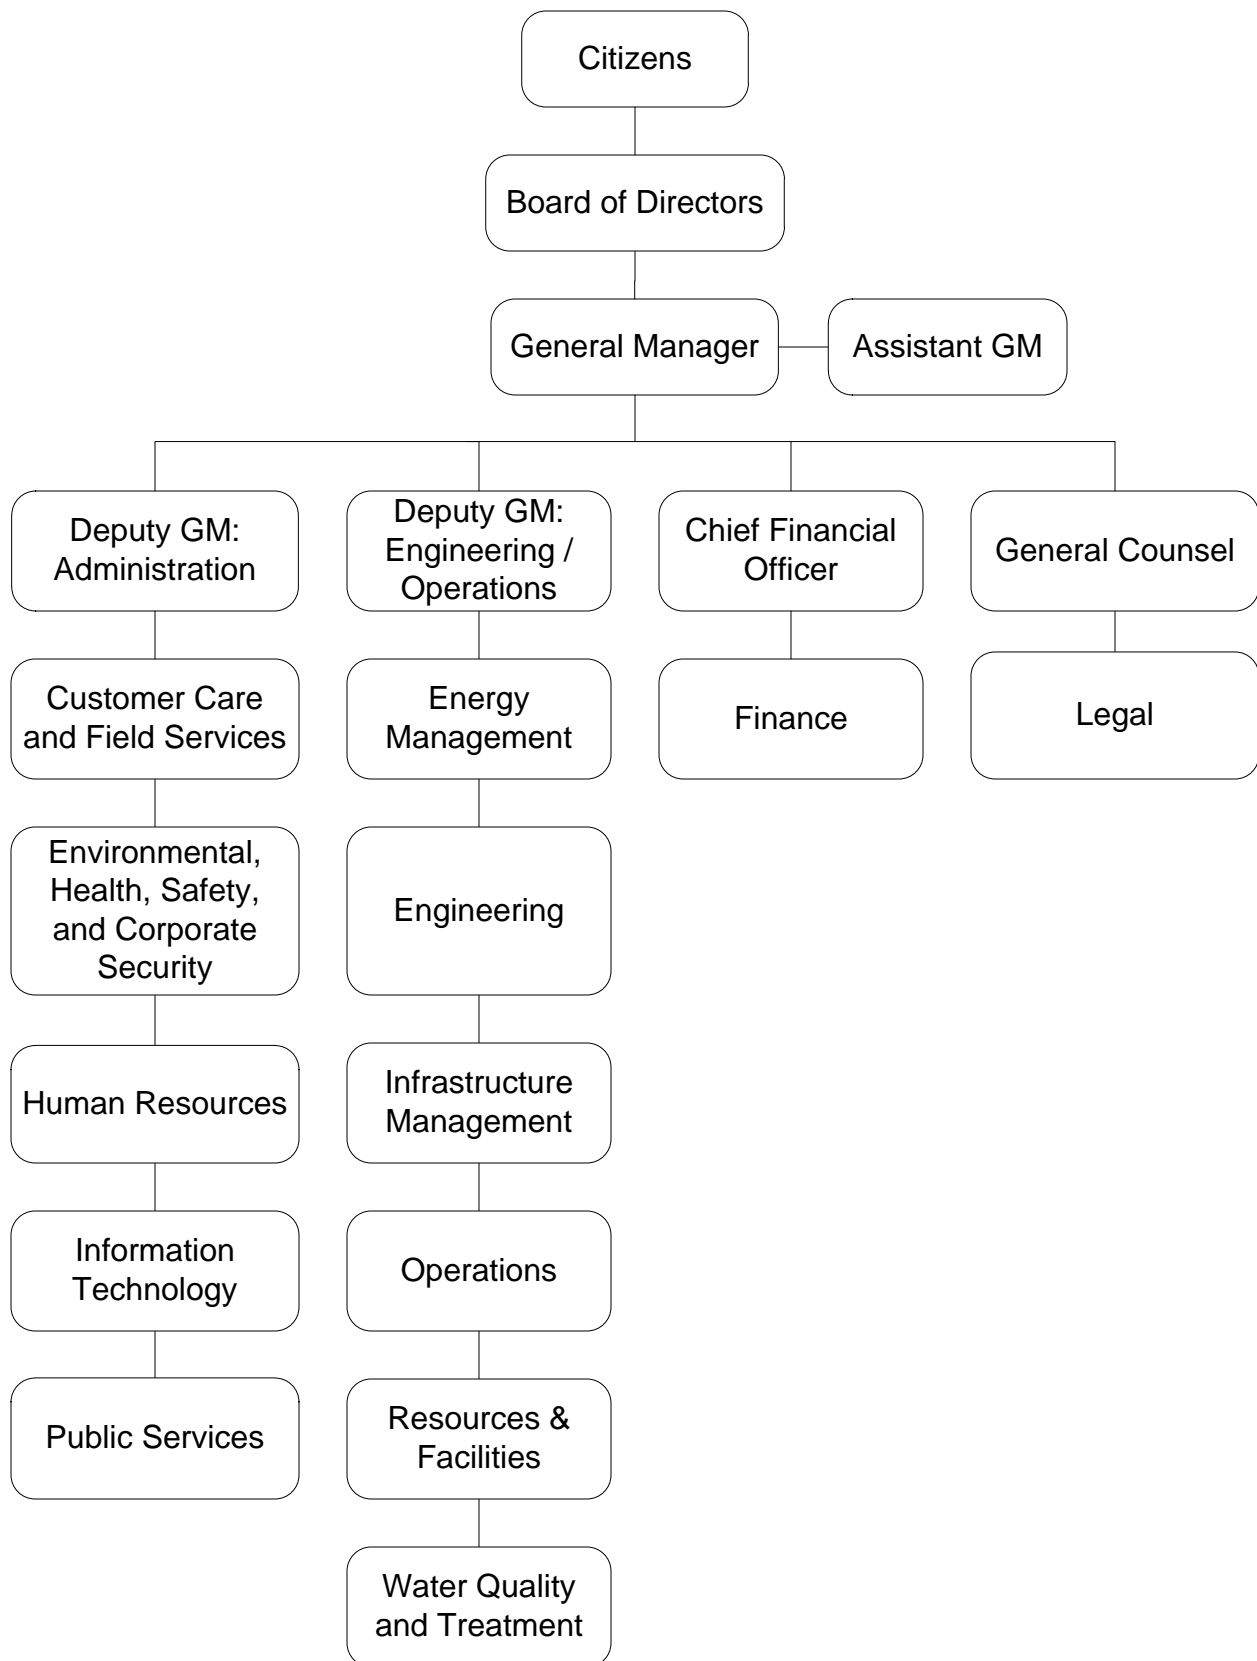 Citizens
Board of Directors
General Manager
Assistant GM
Deputy GM:
Administration
Deputy GM:
Engineering /
Operations
Chief Financial
Officer
General Counsel
Customer Care
and Field Services
Energy
Management
Finance
Legal
Environmental,
Health, Safety,
and Corporate
Security
Engineering
Human Resources
Infrastructure
Management
Information
Technology
Operations
Public Services
Resources &
Facilities
Water Quality
and Treatment